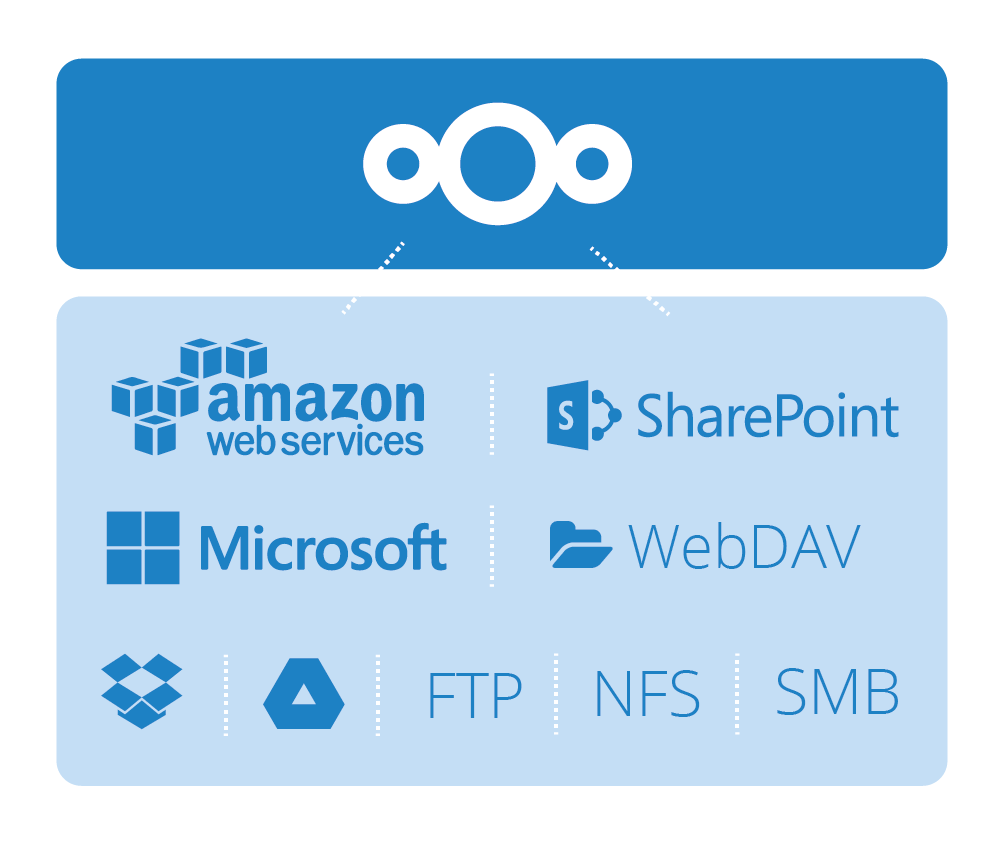 amazon
web services
S
SharePoint
Microsoft
WebDAV
FTP
NFS
SMB